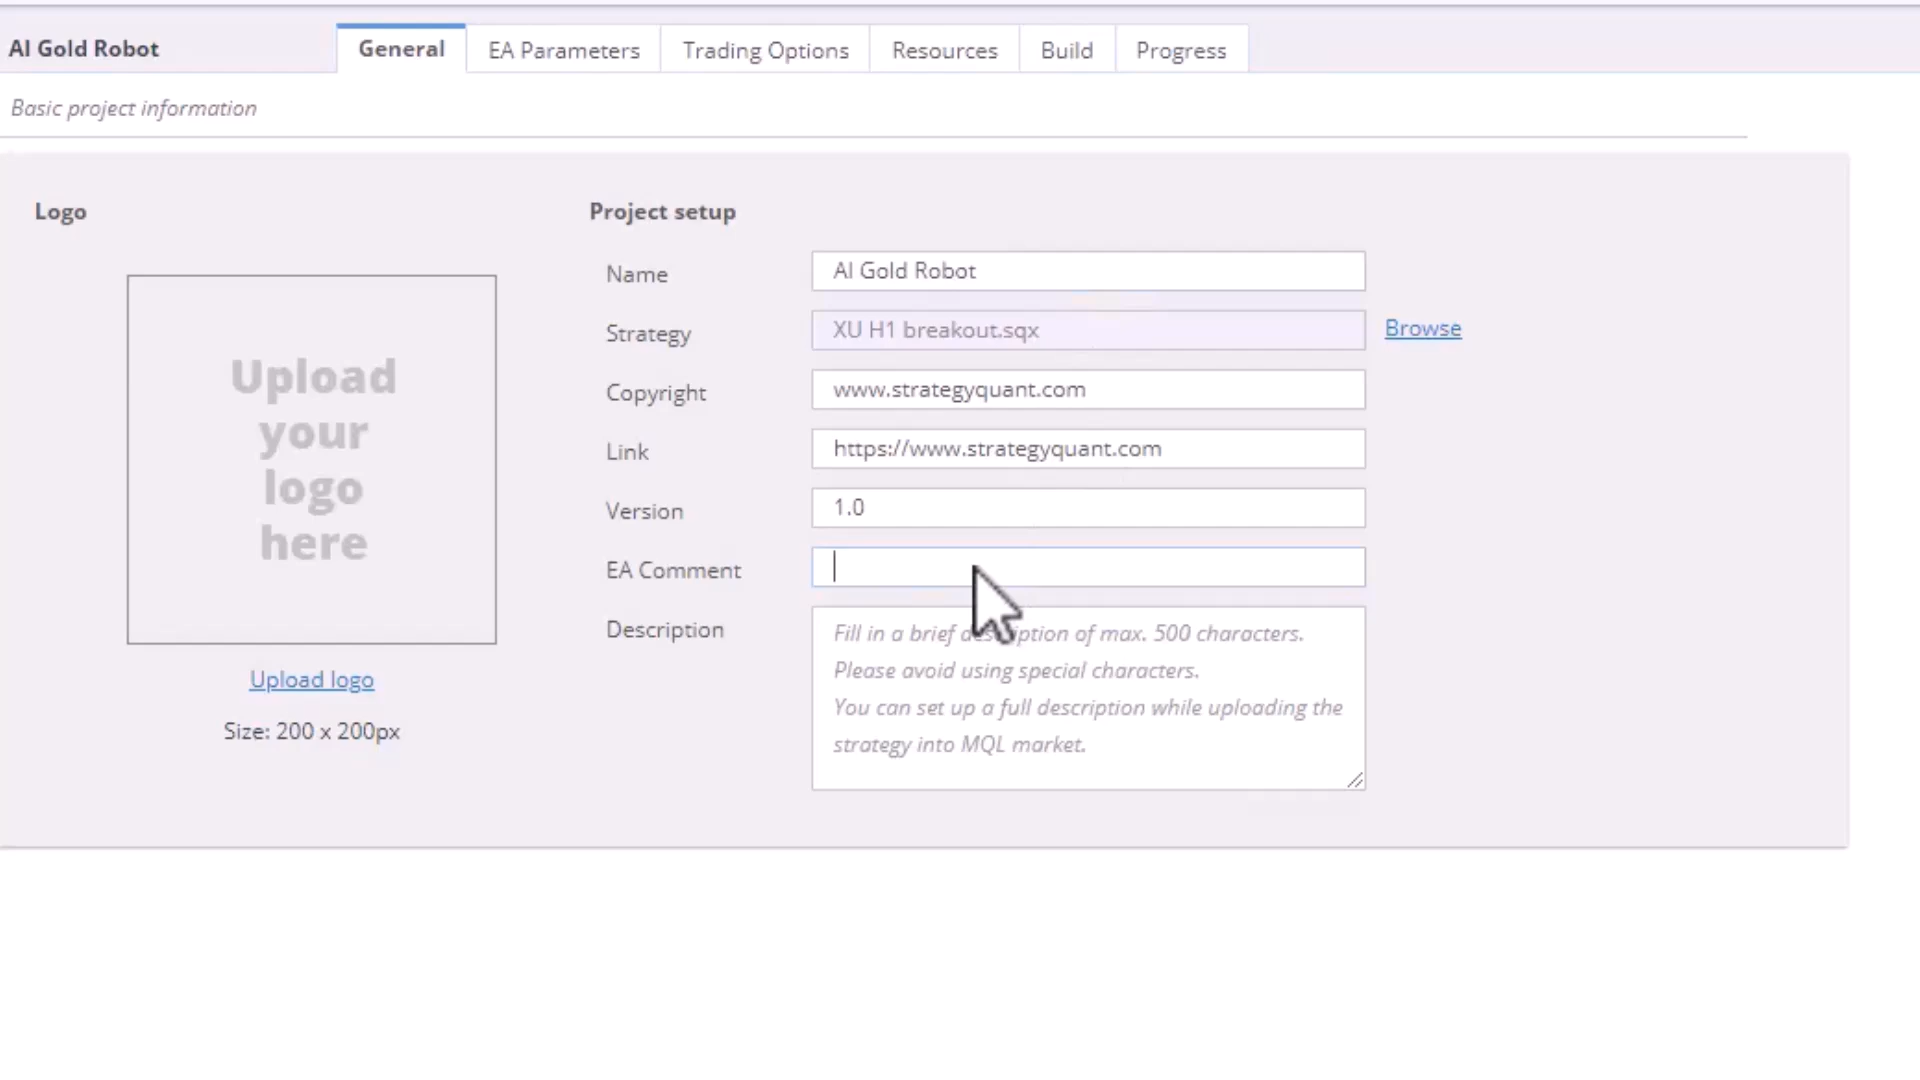 AI Gold Robot
General
EA Parameters
Trading Options
Resources
Build
Progress
Basic project information
Logo
Upload
your
logo
here
Upload logo
Size: 200 x 200px
Project setup
Name
AI Gold Robot
Strategy
XU H1 breakout.sqx
Browse
Copyright
www.strategyquant.com
Link
https://www.strategyquant.com
Version
1.0
EA Comment
Description
Fill in a brief description of max. 500 characters.
Please avoid using special characters.
You can set up a full description while uploading the
strategy into MQL market.